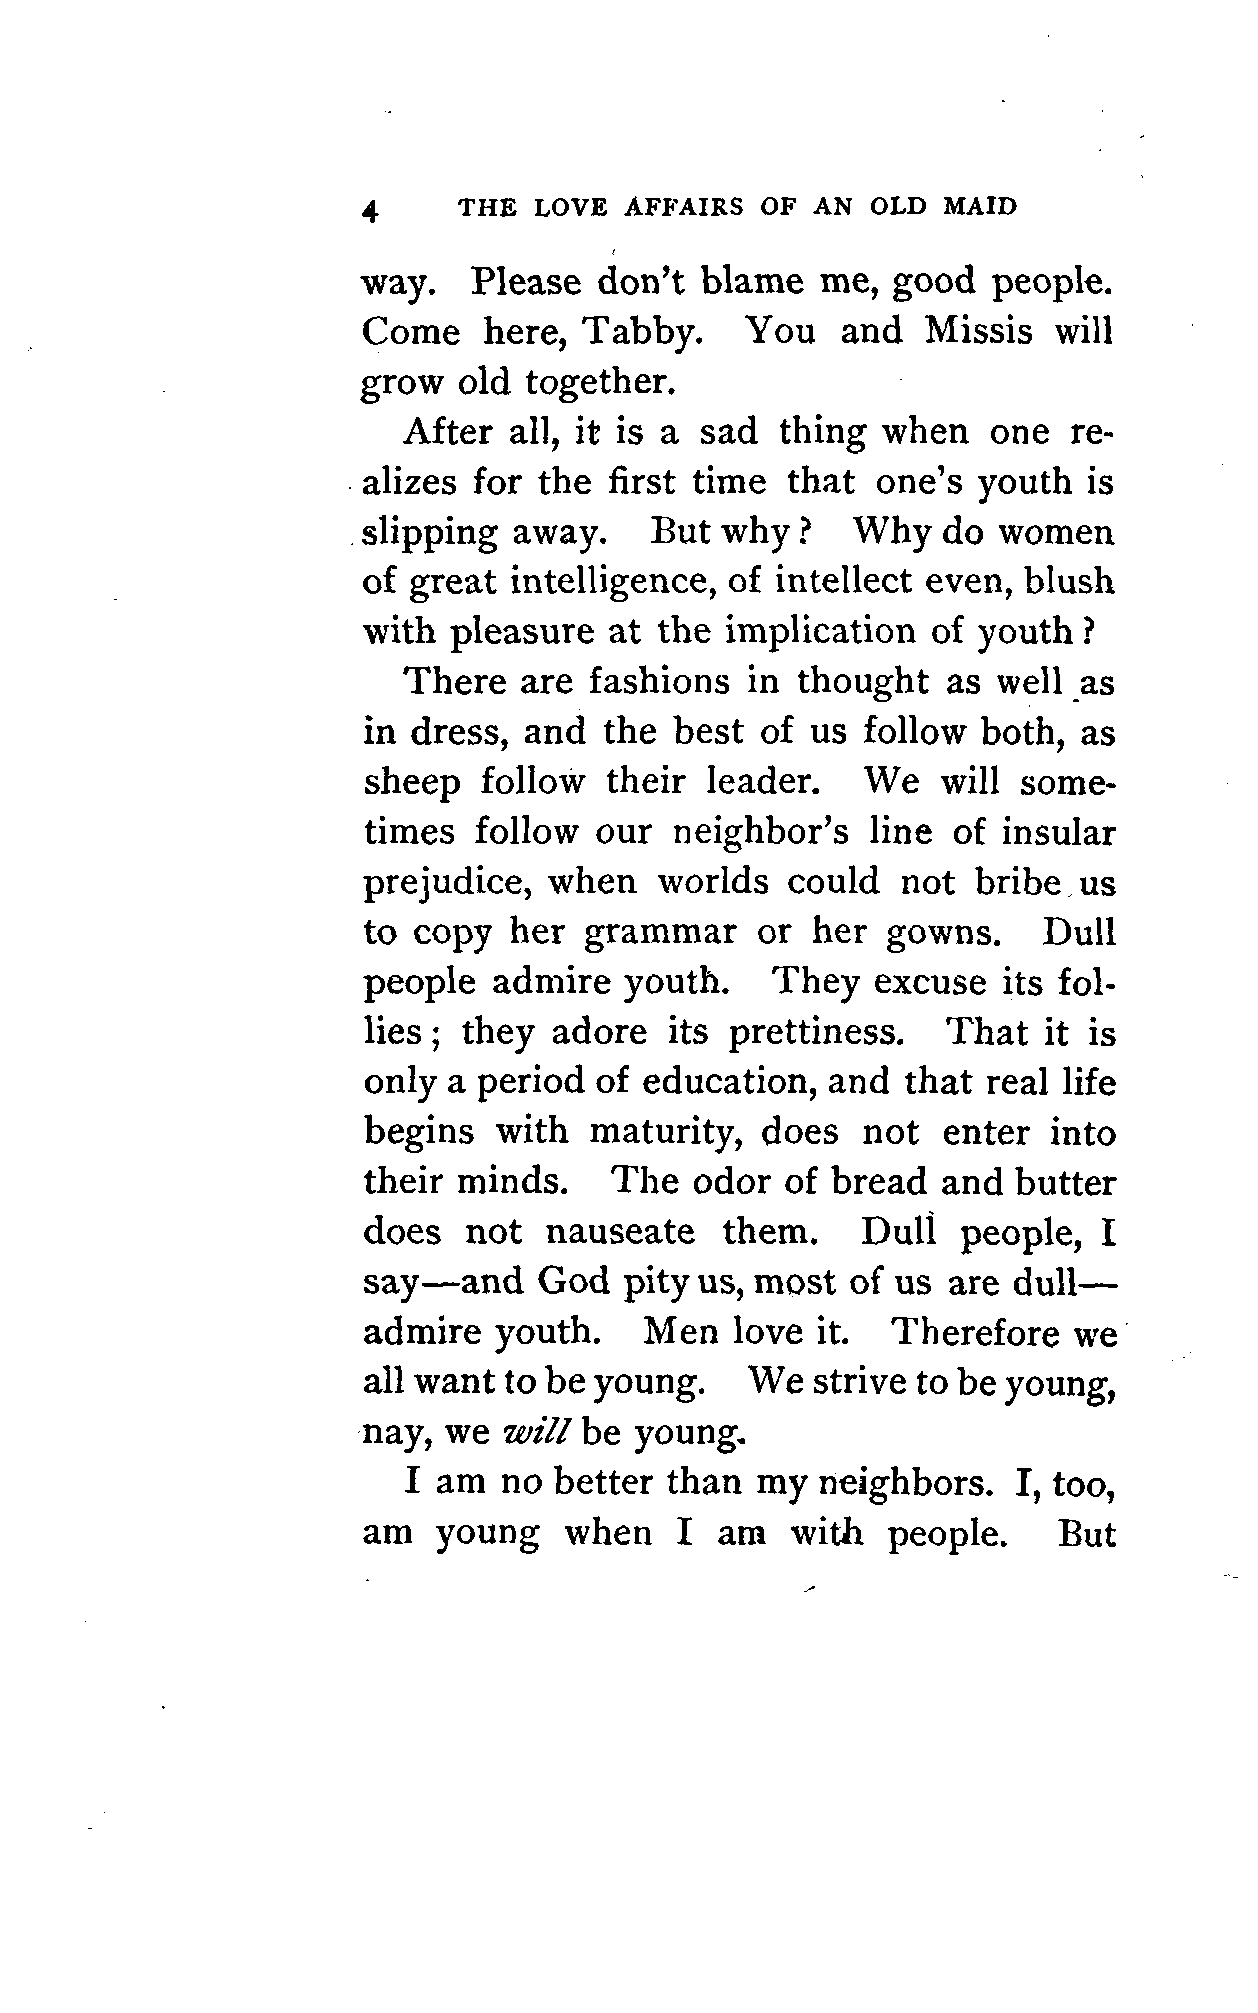 4 THE LOVE AFFAIRS OF AN OLD MAID
way. Please don't blame me, good people.
Come here, Tabby. You and Missis will
grow old together.
After all, it is a sad thing when one re-
alizes for the first time that one's youth is
slipping away. But why? Why do women
of great intelligence, of intellect even, blush
with pleasure at the implication of youth?
There are fashions in thought as well as
in dress, and the best of us follow both, as
sheep follow their leader. We will some-
times follow our neighbor's line of insular
prejudice, when worlds could not bribe us
to copy her grammar or her gowns. Dull
people admire youth. They excuse its fol-
lies; they adore its prettiness. That it is
only a period of education, and that real life
begins with maturity, does not enter into
their minds. The odor of bread and butter
does not nauseate them. Dull people, I
say—and God pity us, most of us are dull—
admire youth. Men love it. Therefore we
all want to be young. We strive to be young,
nay, we will be young.
I am no better than my neighbors. I, too,
am young when I am with people. But